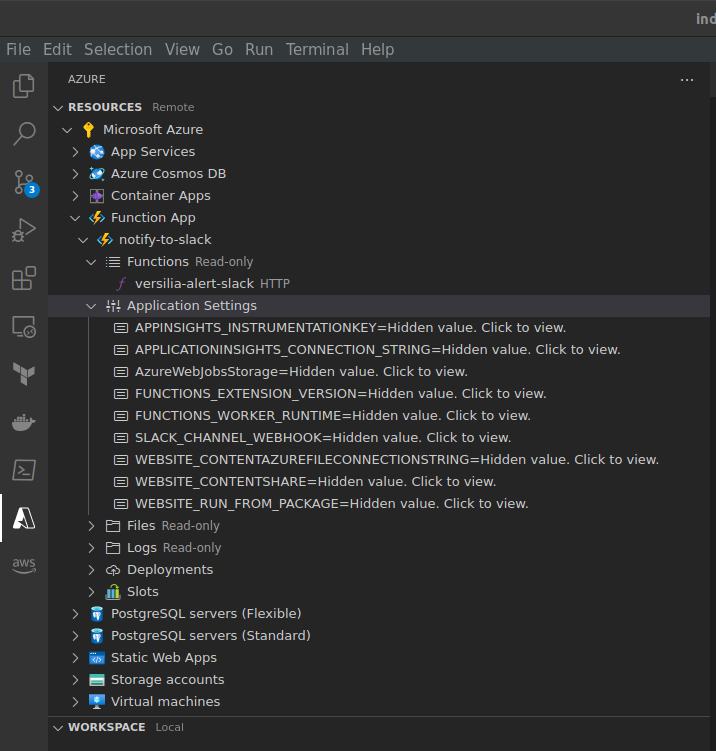 ind
File Edit Selection View Go Run Terminal Help
AZURE ...
RESOURCES Remote
Microsoft Azure
App Services
Azure Cosmos DB
3
Container Apps
Function App
notify-to-slack
Functions Read-only
f versilia-alert-slack HTTP
Application Settings
APPINSIGHTS_INSTRUMENTATIONKEY=Hidden value. Click to view.
APPLICATIONINSIGHTS_CONNECTION_STRING=Hidden value. Click to view.
AzureWebJobsStorage=Hidden value. Click to view.
FUNCTIONS_EXTENSION_VERSION=Hidden value. Click to view.
FUNCTIONS_WORKER_RUNTIME=Hidden value. Click to view.
SLACK_CHANNEL_WEBHOOK=Hidden value. Click to view.
WEBSITE_CONTENTAZUREFILECONNECTIONSTRING=Hidden value. Click to view.
WEBSITE_CONTENTSHARE=Hidden value. Click to view.
WEBSITE_RUN_FROM_PACKAGE=Hidden value. Click to view.
Files Read-only
Logs Read-only
aws
Deployments
Slots
PostgreSQL servers (Flexible)
PostgreSQL servers (Standard)
Static Web Apps
Storage accounts
Virtual machines
WORKSPACE Local